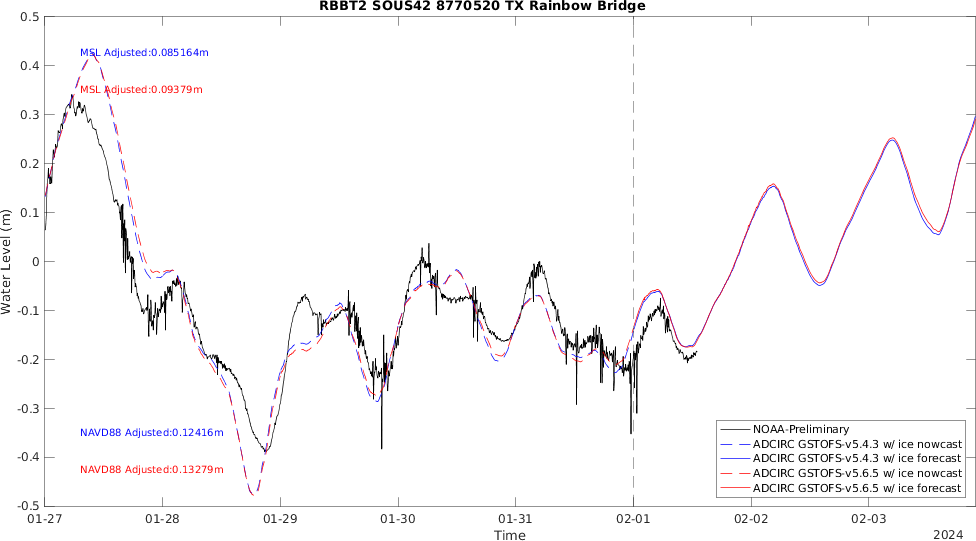 RBBT2 SOUS42 8770520 TX Rainbow Bridge
0.5
0.4
0.3
0.2
0.1
0
-0.1
-0.2
-0.3
-0.4
-0.5
Water Level (m)
MSL Adjusted:0.085164m
MSL Adjusted:0.09379m
NAVD88 Adjusted:0.12416m
NAVD88 Adjusted:0.13279m
NOAA-Preliminary
ADCIRC GSTOFS-v5.4.3 w/ ice nowcast
ADCIRC GSTOFS-v5.4.3 w/ ice forecast
ADCIRC GSTOFS-v5.6.5 w/ ice nowcast
ADCIRC GSTOFS-v5.6.5 w/ ice forecast
01-27 01-28 01-29 01-30 01-31 02-01 02-02 02-03
Time
2024